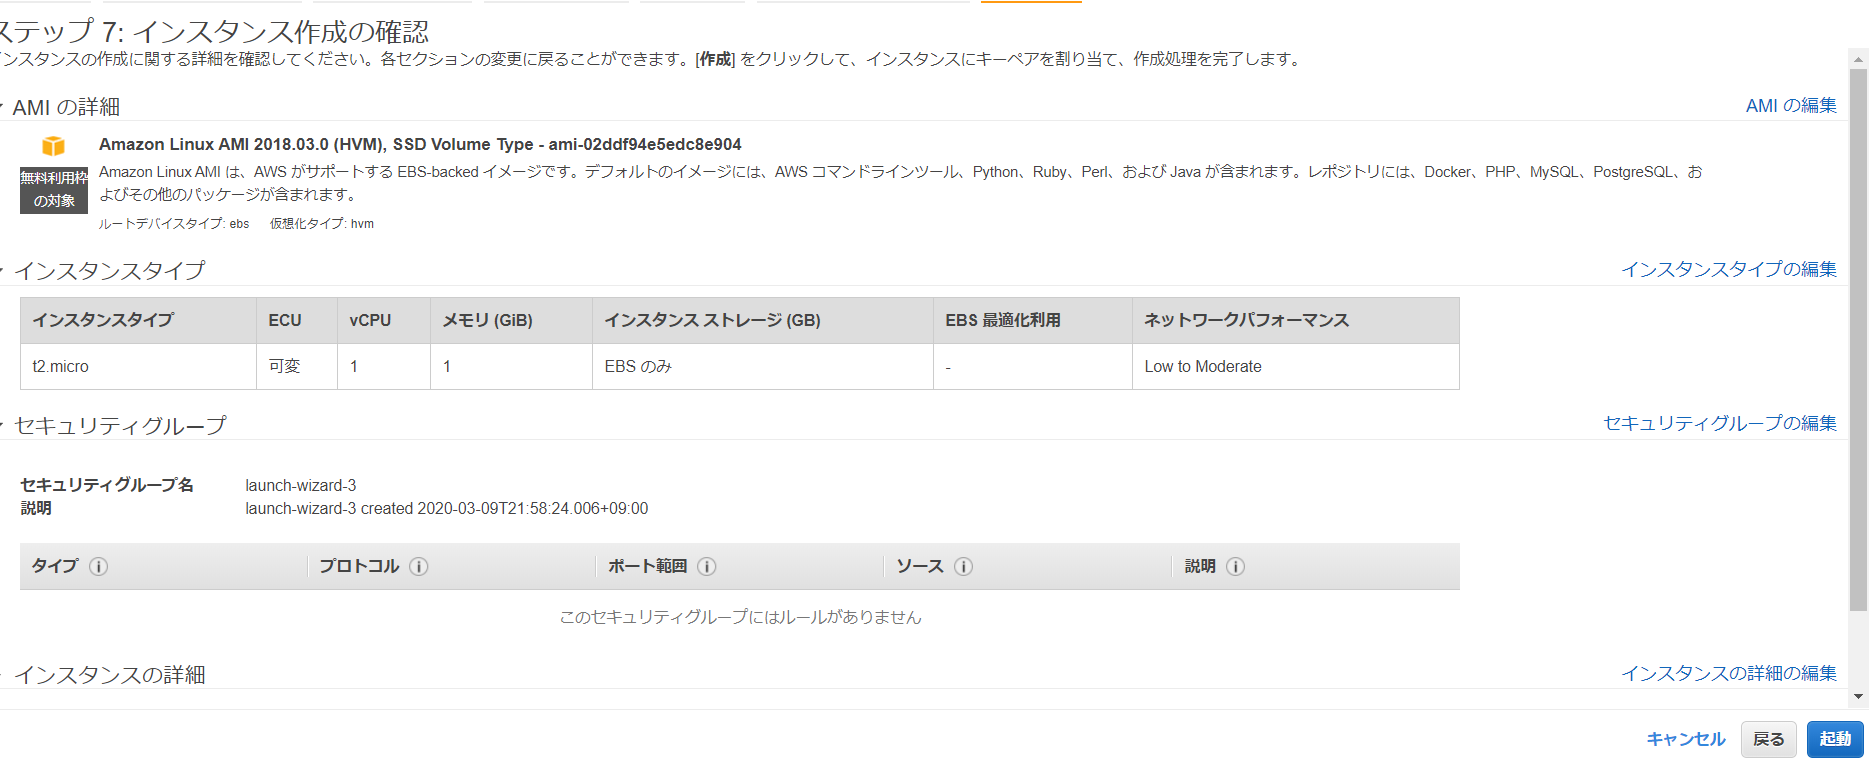 ステップ 7: インスタンス作成の確認
インスタンスの作成に関する詳細を確認してください。各セクションの変更に戻ることができます。[作成] をクリックして、インスタンスにキーペアを割り当て、作成処理を完了します。
AMI の詳細
AMI の編集
Amazon Linux AMI 2018.03.0 (HVM), SSD Volume Type - ami-02ddf94e5edc8e904
無料利用枠
の対象
Amazon Linux AMI は、AWS がサポートする EBS-backed イメージです。デフォルトのイメージには、AWS コマンドラインツール、Python、Ruby、Perl、および Java が含まれます。レポジトリには、Docker、PHP、MySQL、PostgreSQL、お
よびその他のパッケージが含まれます。
ルートデバイスタイプ: ebs 仮想化タイプ: hvm
インスタンスタイプ
インスタンスタイプの編集
インスタンスタイプ ECU vCPU メモリ (GiB) インスタンス ストレージ (GB) EBS 最適化利用 ネットワークパフォーマンス
t2.micro 可変 1 1 EBS のみ - Low to Moderate
セキュリティグループ
セキュリティグループの編集
セキュリティグループ名 launch-wizard-3
説明 launch-wizard-3 created 2020-03-09T21:58:24.006+09:00
タイプ プロトコル ポート範囲 ソース 説明
このセキュリティグループにはルールがありません
インスタンスの詳細
インスタンスの詳細の編集
キャンセル 戻る 起動